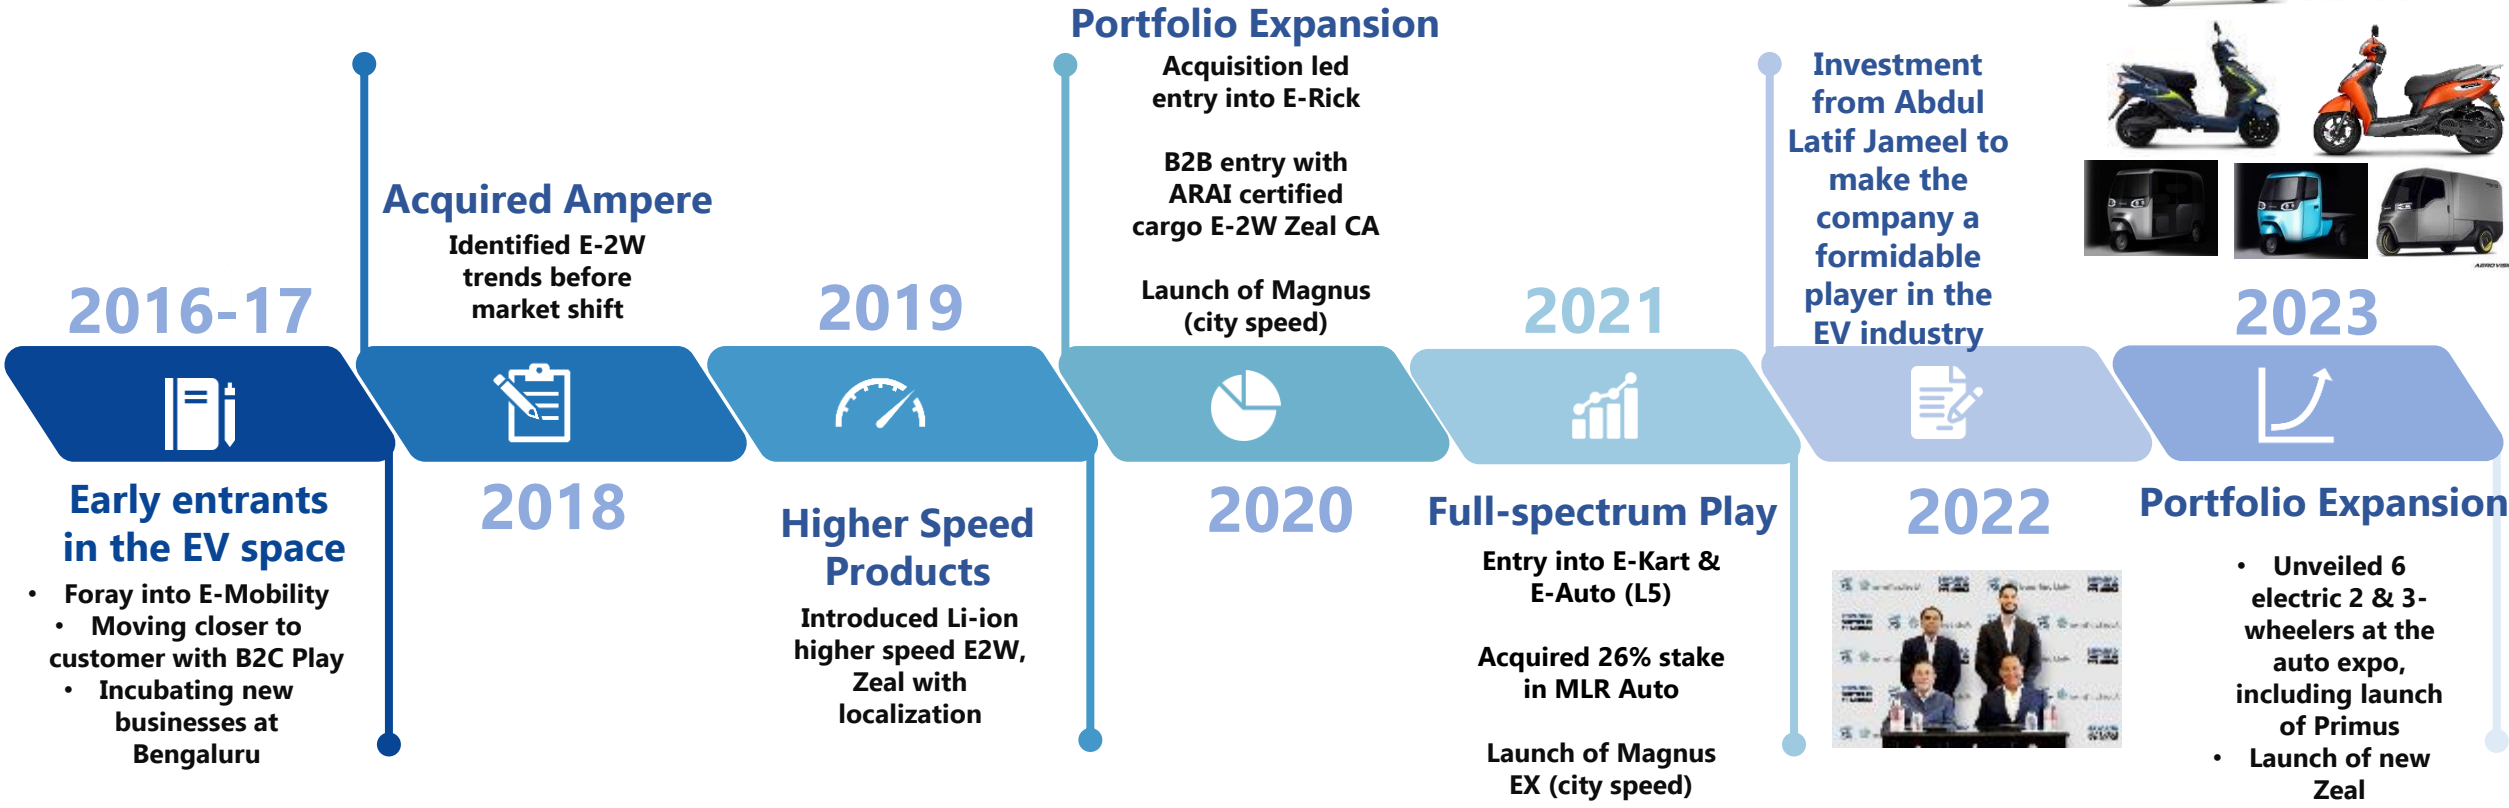 2016-17
Early entrants
in the EV space
• Foray into E-Mobility
• Moving closer to
customer with B2C Play
• Incubating new
businesses at
Bengaluru
Acquired Ampere
Identified E-2W
trends before
market shift
2018
2019
Higher Speed
Products
Introduced Li-ion
higher speed E2W,
Zeal with
localization
Portfolio Expansion
Acquisition led
entry into E-Rick
B2B entry with
ARAI certified
cargo E-2W Zeal CA
Launch of Magnus
(city speed)
2020
2021
Full-spectrum Play
Entry into E-Kart &
E-Auto (L5)
Acquired 26% stake
in MLR Auto
Launch of Magnus
EX (city speed)
Investment
from Abdul
Latif Jameel to
make the
company a
formidable
player in the
EV industry
2022
2023
Portfolio Expansion
• Unveiled 6
electric 2 & 3-
wheelers at the
auto expo,
including launch
of Primus
• Launch of new
Zeal